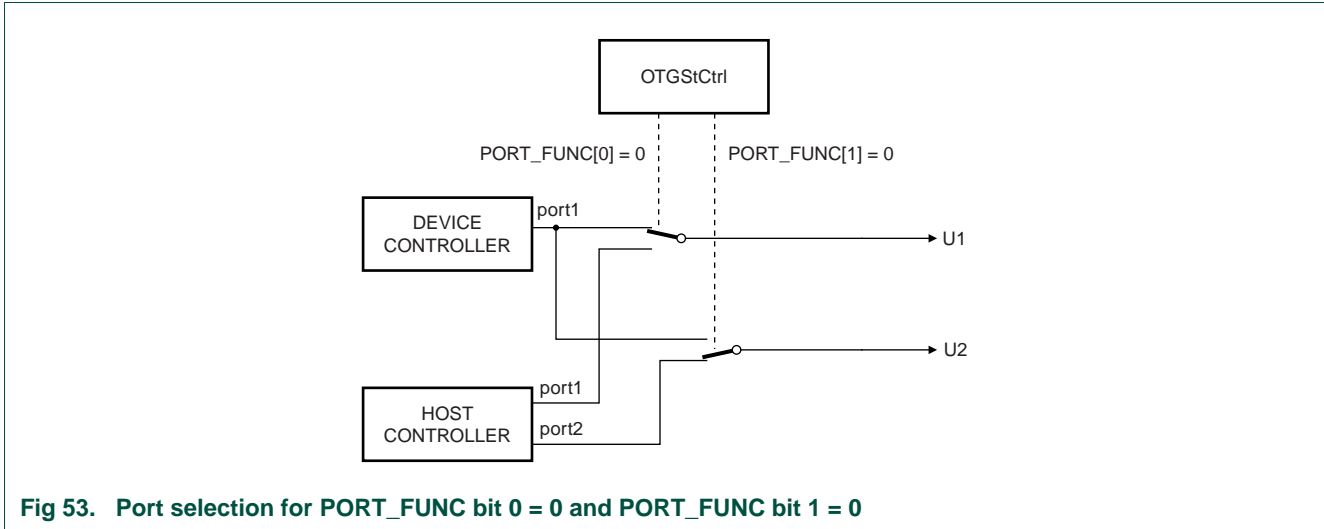 OTGStCtrl
PORT_FUNC[0] = 0 PORT_FUNC[1] = 0
DEVICE
CONTROLLER
port1
U1
U2
HOST
CONTROLLER
port1
port2
Fig 53. Port selection for PORT_FUNC bit 0 = 0 and PORT_FUNC bit 1 = 0